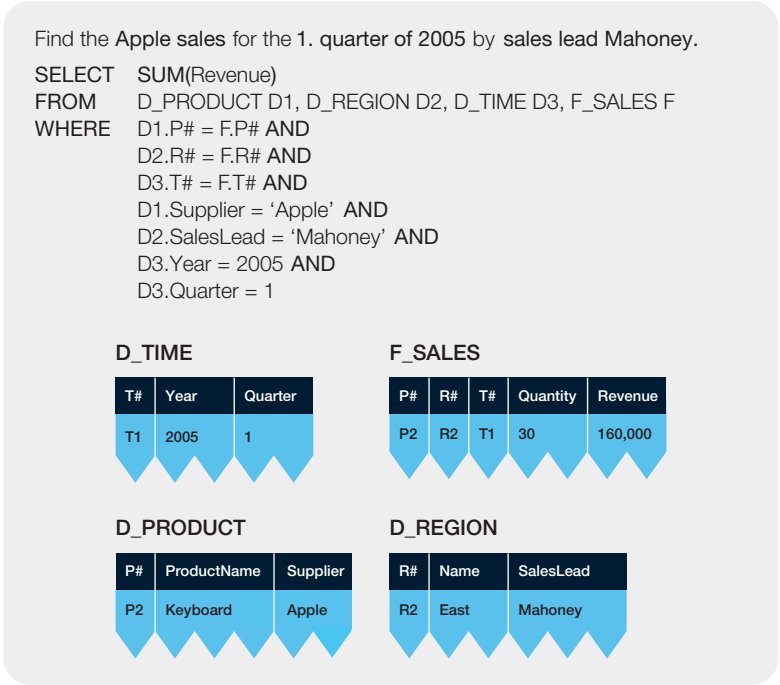 Find the Apple sales for the 1. quarter of 2005 by sales lead Mahoney.
SELECT SUM(Revenue)
FROM D_PRODUCT D1, D_REGION D2, D_TIME D3, F_SALES F
WHERE D1.P# = F.P# AND
D2.R# = F.R# AND
D3.T# = F.T# AND
D1.Supplier = ‘Apple’ AND
D2.SalesLead = ‘Mahoney’ AND
D3.Year = 2005 AND
D3.Quarter = 1
D_TIME
T# Year Quarter
T1 2005 1
F_SALES
P# R# T# Quantity Revenue
P2 R2 T1 30 160,000
D_PRODUCT
P# ProductName Supplier
P2 Keyboard Apple
D_REGION
R# Name SalesLead
R2 East Mahoney